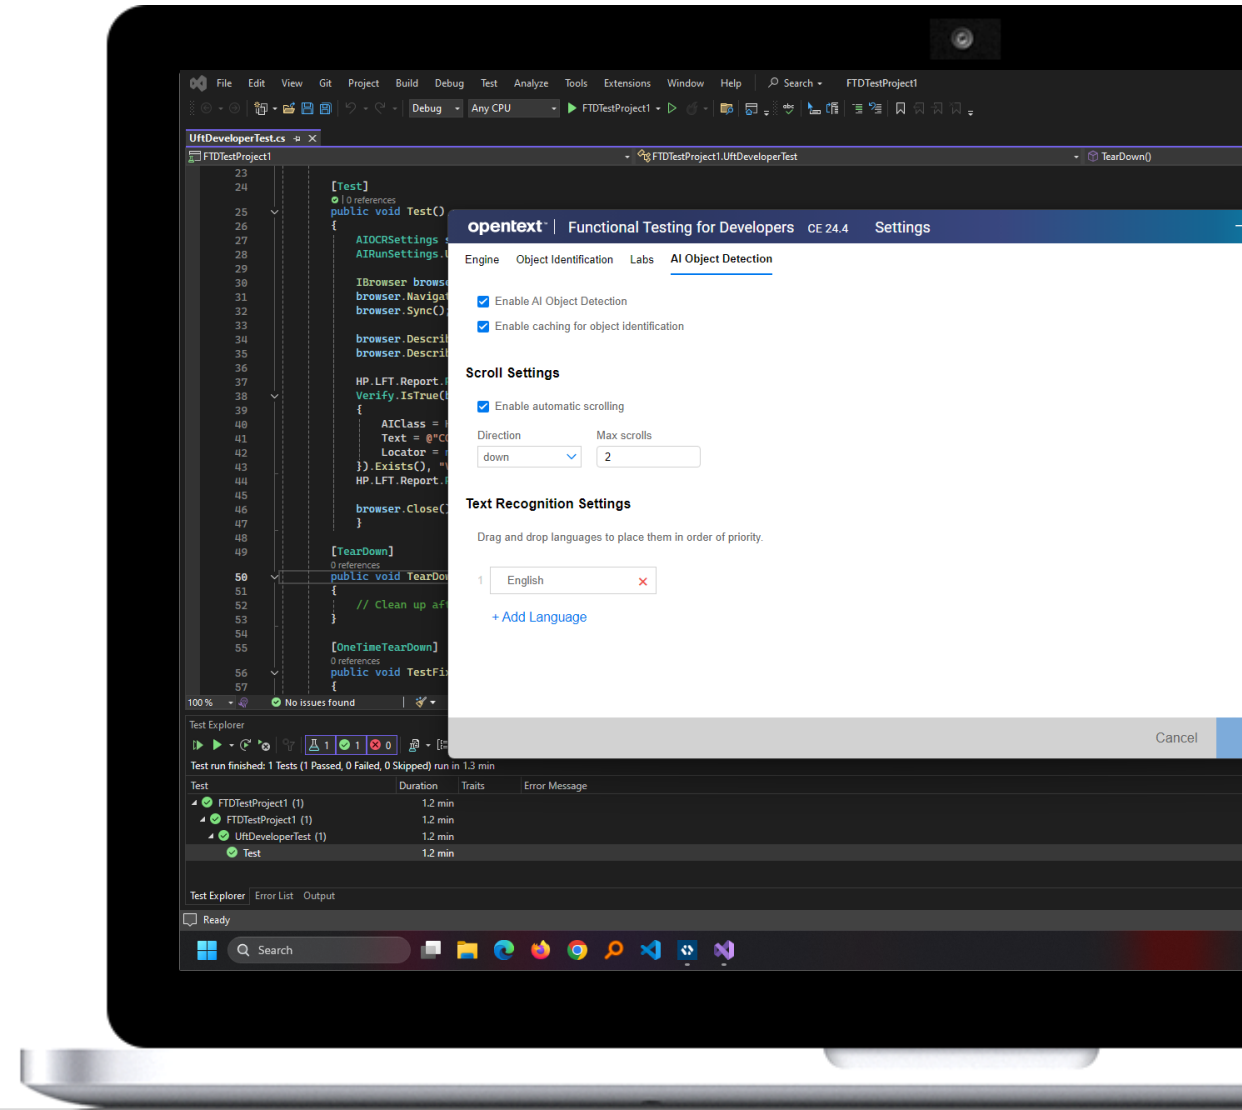 File Edit View Git Project Build Debug Test Analyze Tools Extensions Window Help Search FTDTestProject1
Debug Any CPU FTDTestProject1
UftDeveloperTest.cs
FTDTestProject1 FTDTestProject1.UftDeveloperTest TearDown()
23
24 [Test]
0 references
25 public void Test()
26 {
27 AIOCRSettings
28 AIRunSettings.
29
30 IBrowser brows
31 browser.Navigat
32 browser.Sync();
33
34 browser.Descri
35 browser.Descri
36
37 HP.LFT.Report.
38 Verify.IsTrue(
39 {
40 AIClass =
41 Text = @"CO
42 Locator =
43 }).Exists(), "
44 HP.LFT.Report.
45
46 browser.Close()
47 }
48
49 [TearDown]
0 references
50 public void TearDow
51 {
52 // Clean up af
53 }
54
55 [OneTimeTearDown]
0 references
56 public void TestFi
57 {
100 % No issues found
opentext™ | Functional Testing for Developers CE 24.4 Settings
Engine Object Identification Labs AI Object Detection
Enable AI Object Detection
Enable caching for object identification
Scroll Settings
Enable automatic scrolling
Direction Max scrolls
down 2
Text Recognition Settings
Drag and drop languages to place them in order of priority.
1 English
+ Add Language
Cancel
Test Explorer
1 1 0
Test run finished: 1 Tests (1 Passed, 0 Failed, 0 Skipped) run in 1.3 min
Test Duration Traits Error Message
FTDTestProject1 (1) 1.2 min
FTDTestProject1 (1) 1.2 min
UftDeveloperTest (1) 1.2 min
Test 1.2 min
Test Explorer Error List Output
Ready
Search